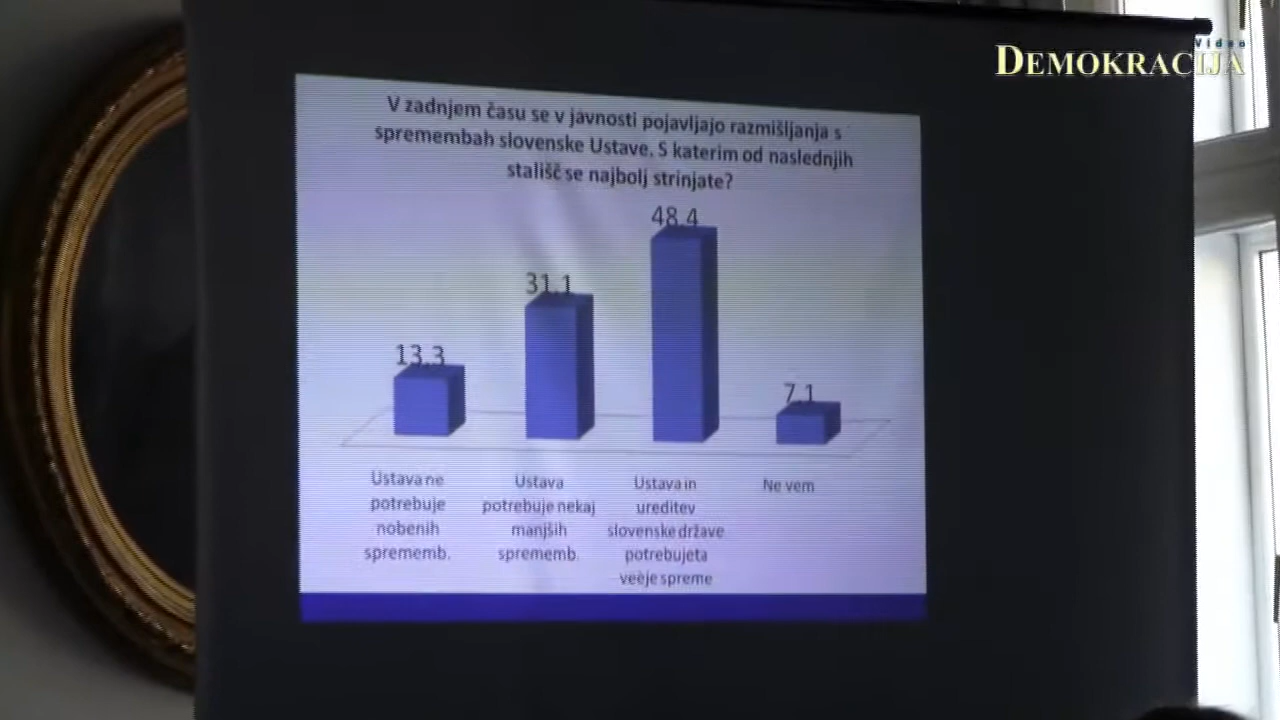 Video
DEMOKRACIJA
V zadnjem času se v javnosti pojavljajo razmišljanja s
spremembah slovenske Ustave. S katerim od naslednjih
stališč se najbolj strinjate?
48.4
31.1
13.3
7.1
Ustava ne
potrebuje
nobenih
sprememb.
Ustava
potrebuje nekaj
manjših
sprememb.
Ustava in
ureditev
slovenske države
potrebujeta
veèje spreme
Ne vem